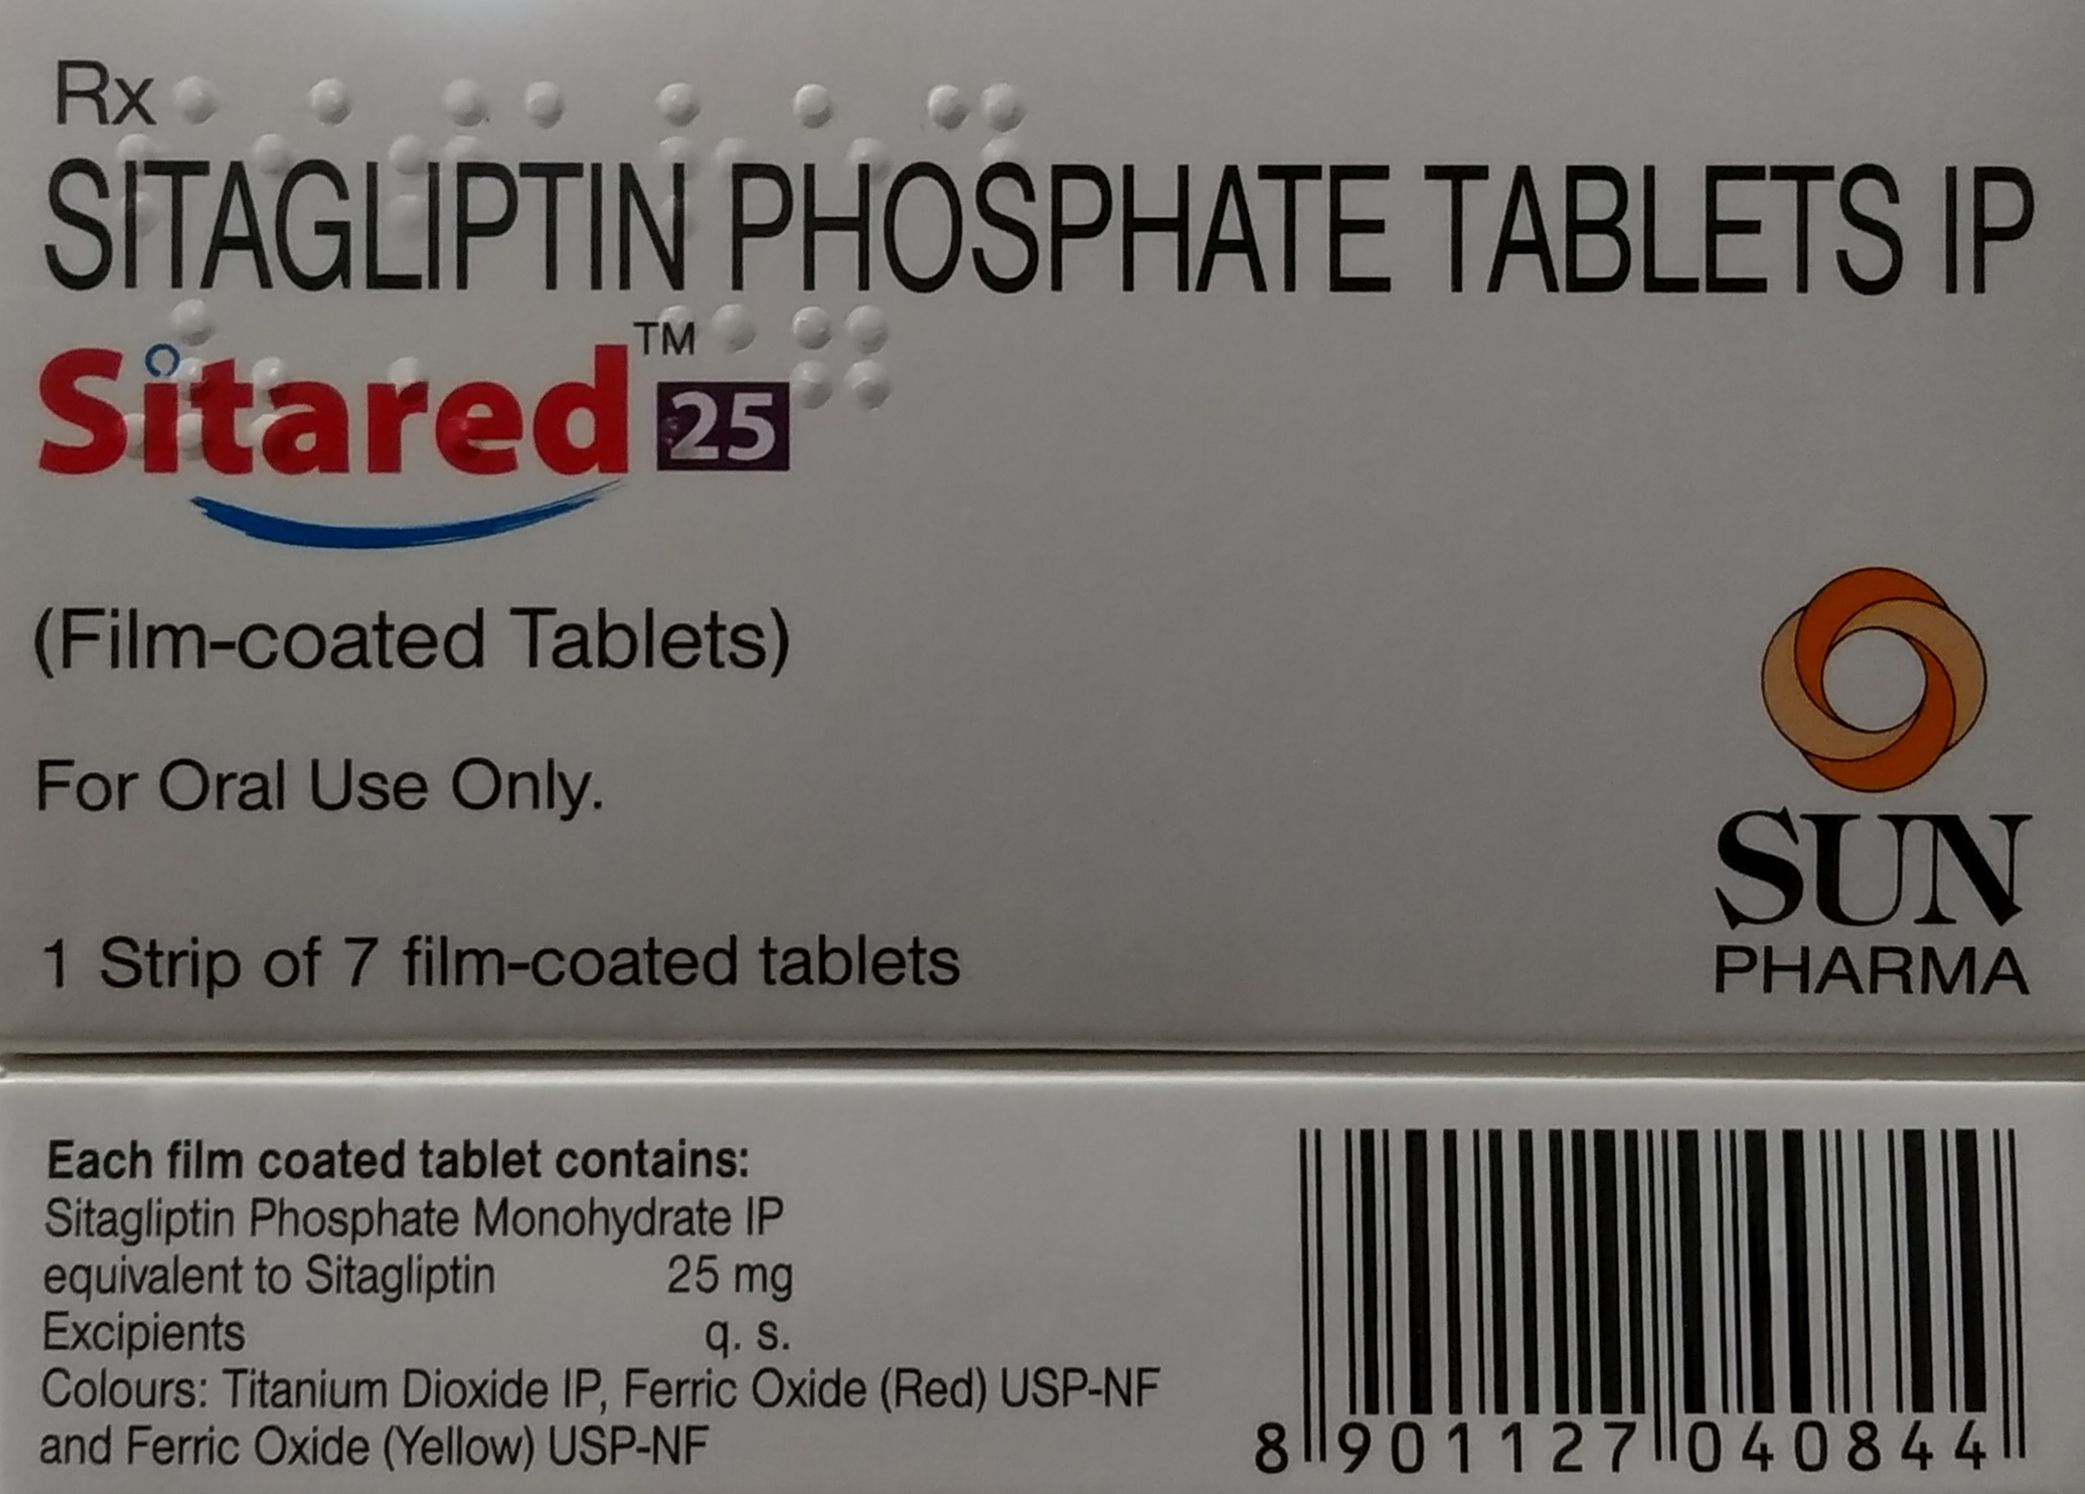 Rx
SITAGLIPTIN PHOSPHATE TABLETS IP
Sitared™ 25
(Film-coated Tablets)
For Oral Use Only.
1 Strip of 7 film-coated tablets
SUN
PHARMA
Each film coated tablet contains:
Sitagliptin Phosphate Monohydrate IP
equivalent to Sitagliptin 25 mg
Excipients q. s.
Colours: Titanium Dioxide IP, Ferric Oxide (Red) USP-NF
and Ferric Oxide (Yellow) USP-NF
8 901127 040844